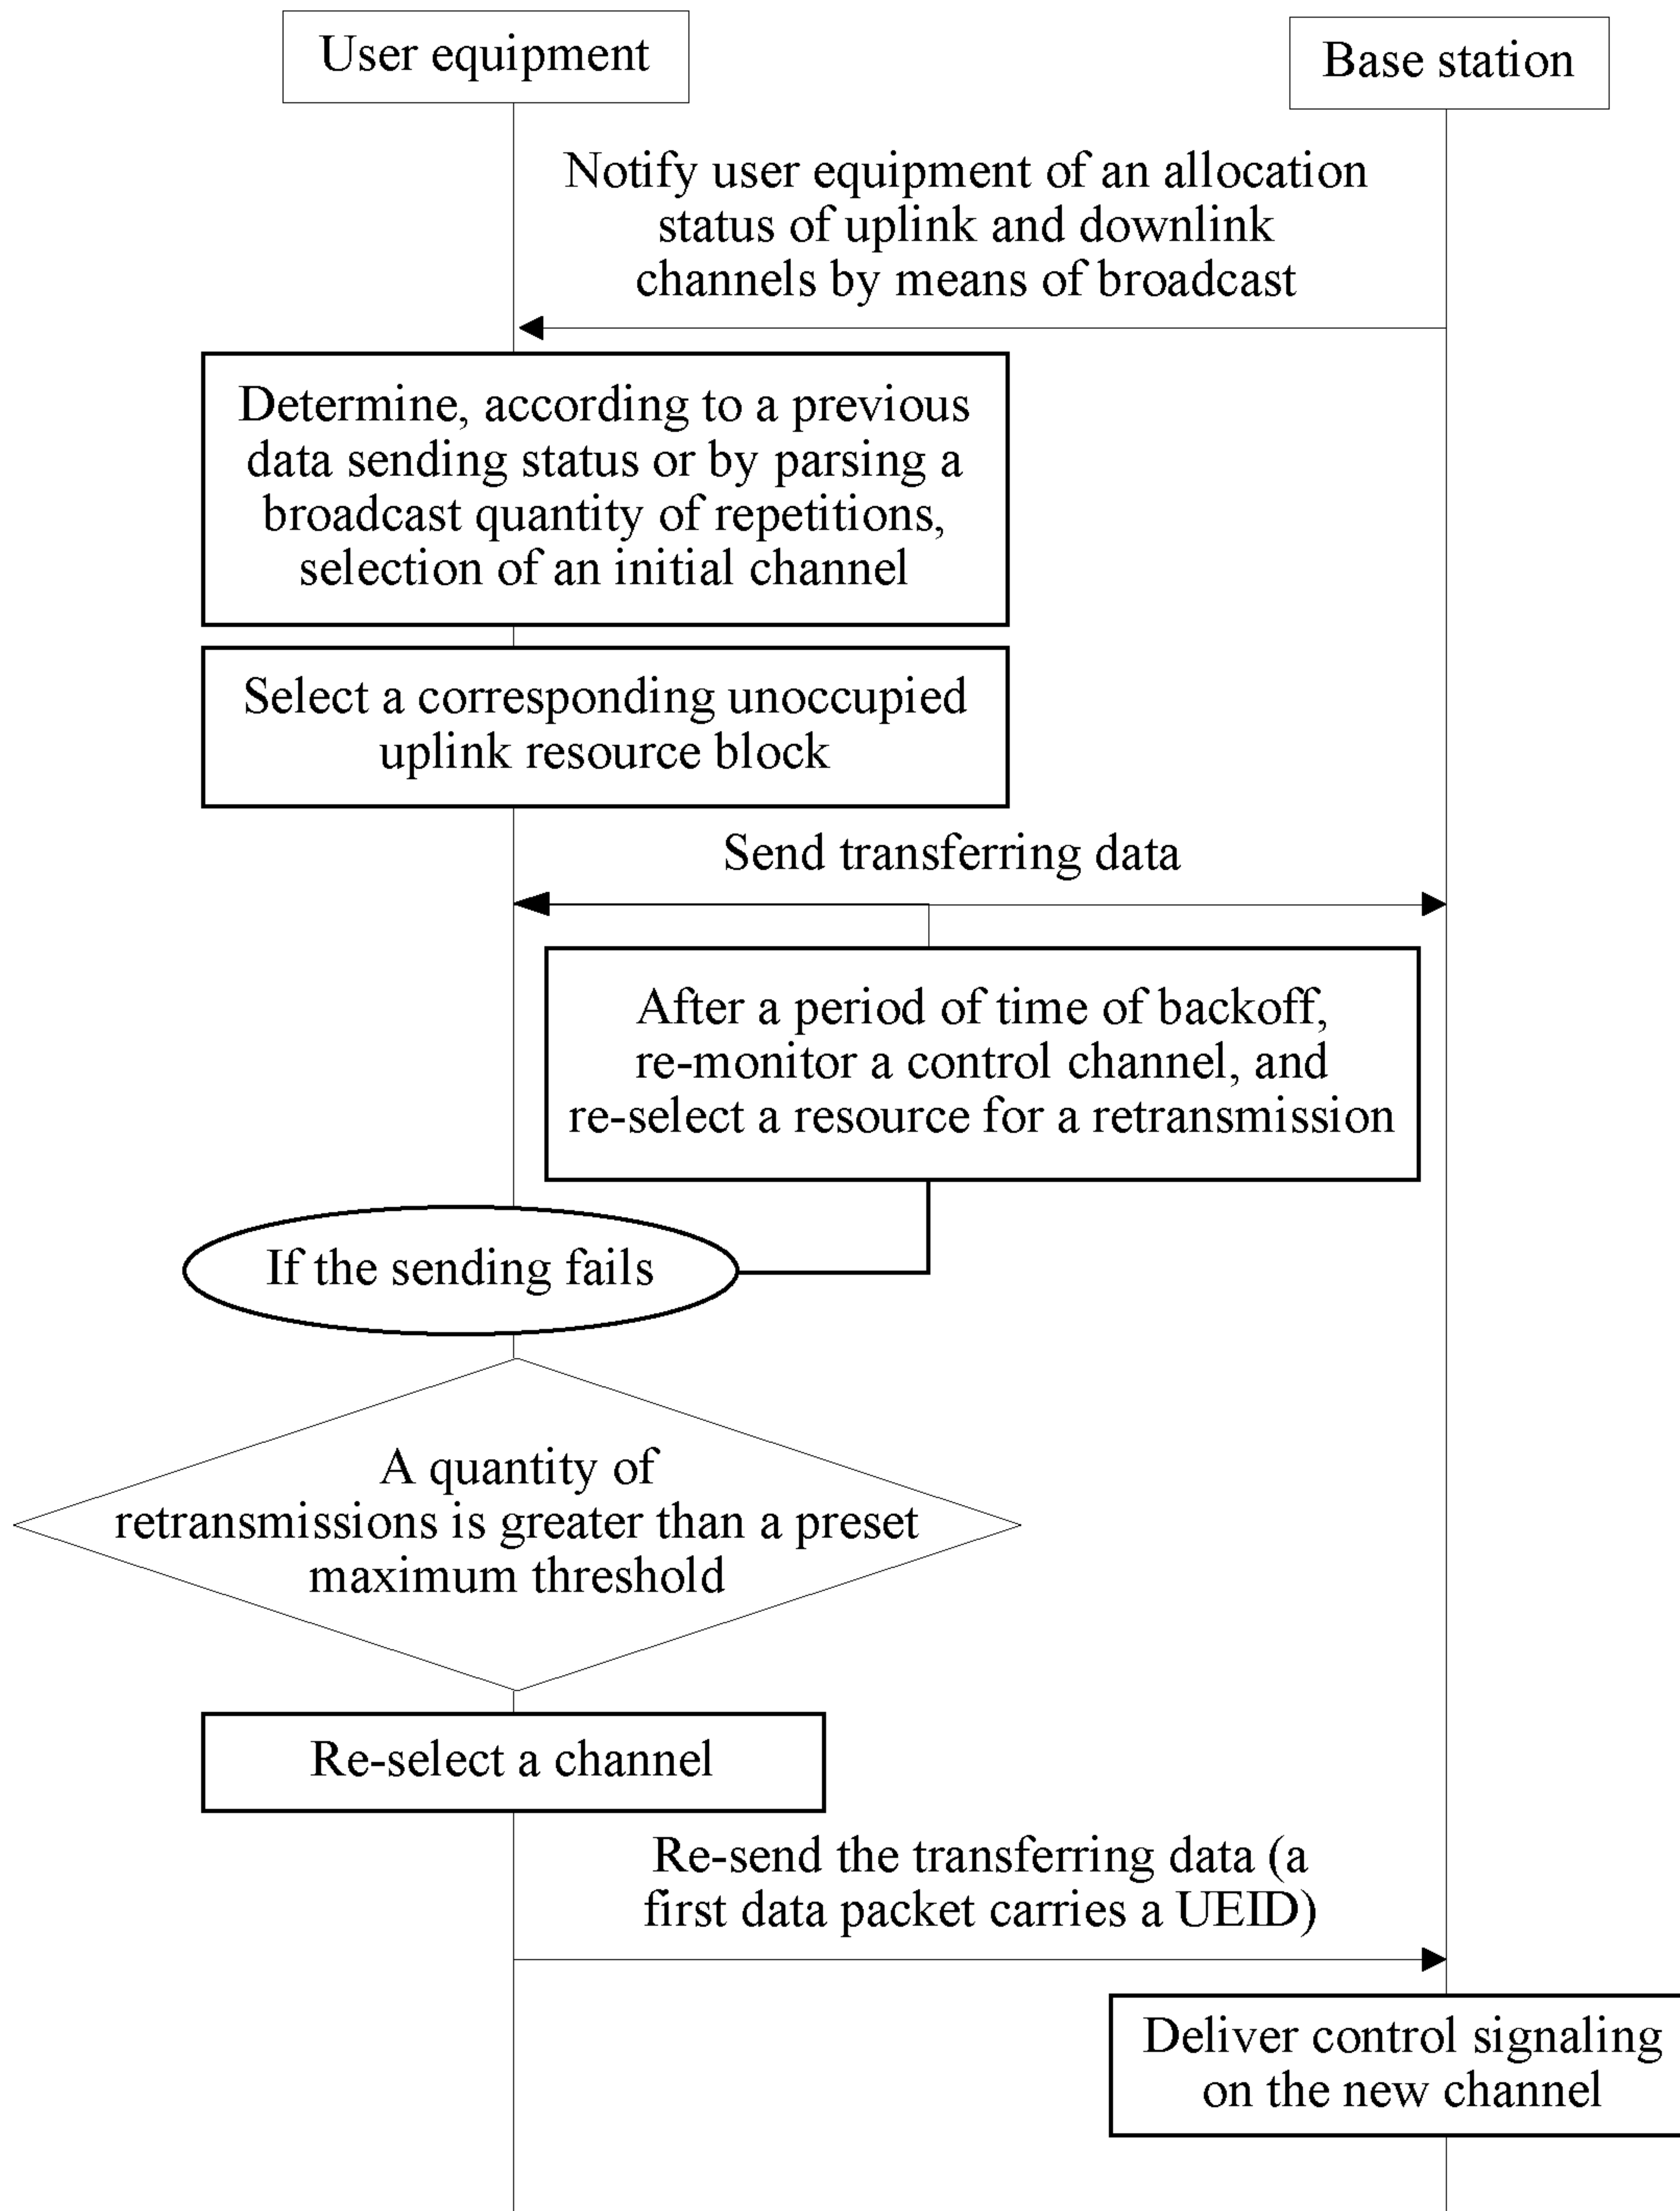 User equipment
Base station
Notify user equipment of an allocation
status of uplink and downlink
channels by means of broadcast
Determine, according to a previous
data sending status or by parsing a
broadcast quantity of repetitions,
selection of an initial channel
Select a corresponding unoccupied
uplink resource block
Send transferring data
After a period of time of backoff,
re-monitor a control channel, and
re-select a resource for a retransmission
If the sending fails
A quantity of
retransmissions is greater than a preset
maximum threshold
Re-select a channel
Re-send the transferring data (a
first data packet carries a UEID)
Deliver control signaling
on the new channel